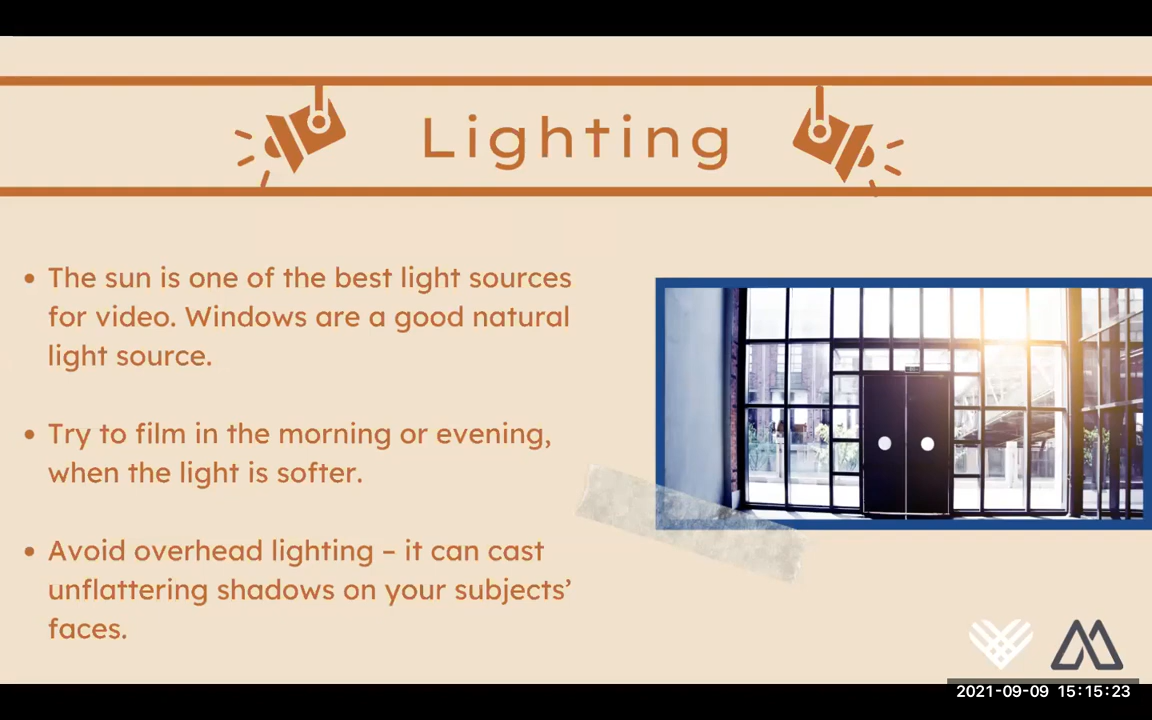 Lighting
• The sun is one of the best light sources
for video. Windows are a good natural
light source.
• Try to film in the morning or evening,
when the light is softer.
• Avoid overhead lighting – it can cast
unflattering shadows on your subjects’
faces.
2021-09-09 15:15:23